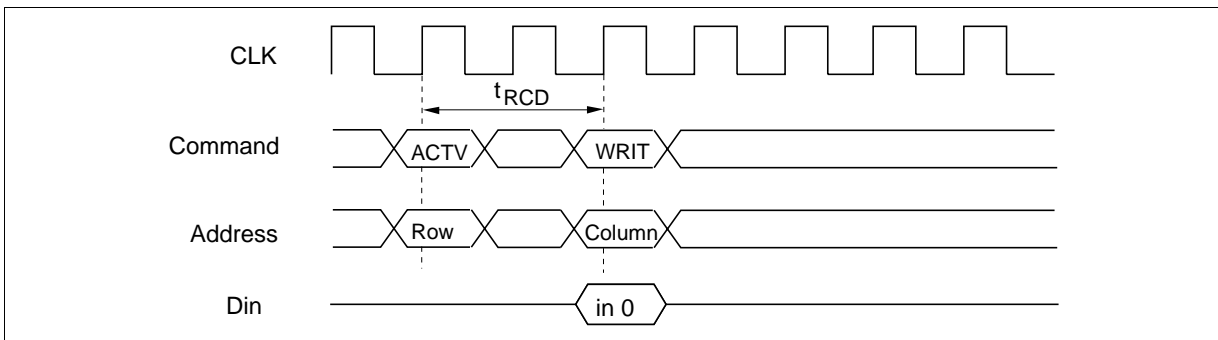 CLK
tRCD
Command ACTV WRIT
Address Row Column
Din in 0